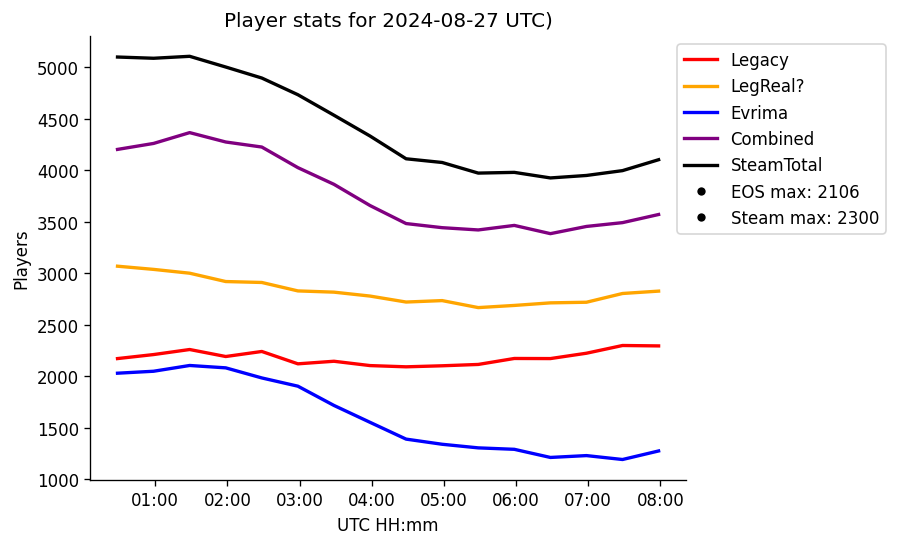 Player stats for 2024-08-27 UTC)
Legacy
LegReal?
Evrima
Combined
SteamTotal
EOS max: 2106
Steam max: 2300
Players
5000
4500
4000
3500
3000
2500
2000
1500
1000
01:00 02:00 03:00 04:00 05:00 06:00 07:00 08:00
UTC HH:mm